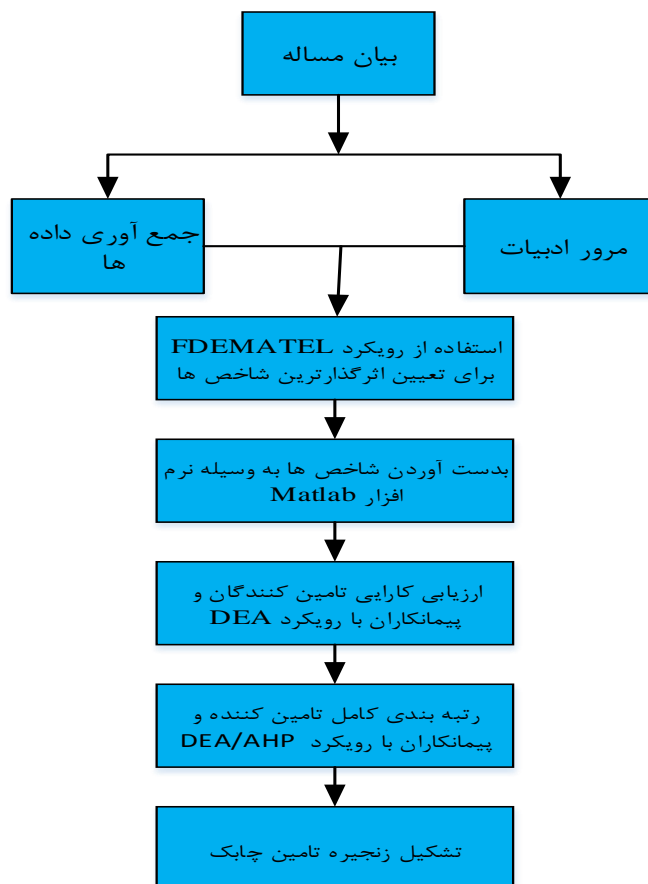 بیان مساله
مرور ادبیات
جمع آوری داده
ها
استفاده از رویکرد FDEMATEL
برای تعیین اثرگذارترین شاخص ها
بدست آوردن شاخص ها به وسیله نرم
افزار Matlab
ارزیابی کارایی تامین کنندگان و
پیمانکاران با رویکرد DEA
رتبه بندی کامل تامین کننده و
پیمانکاران با رویکرد DEA/AHP
تشکیل زنجیره تامین چابک